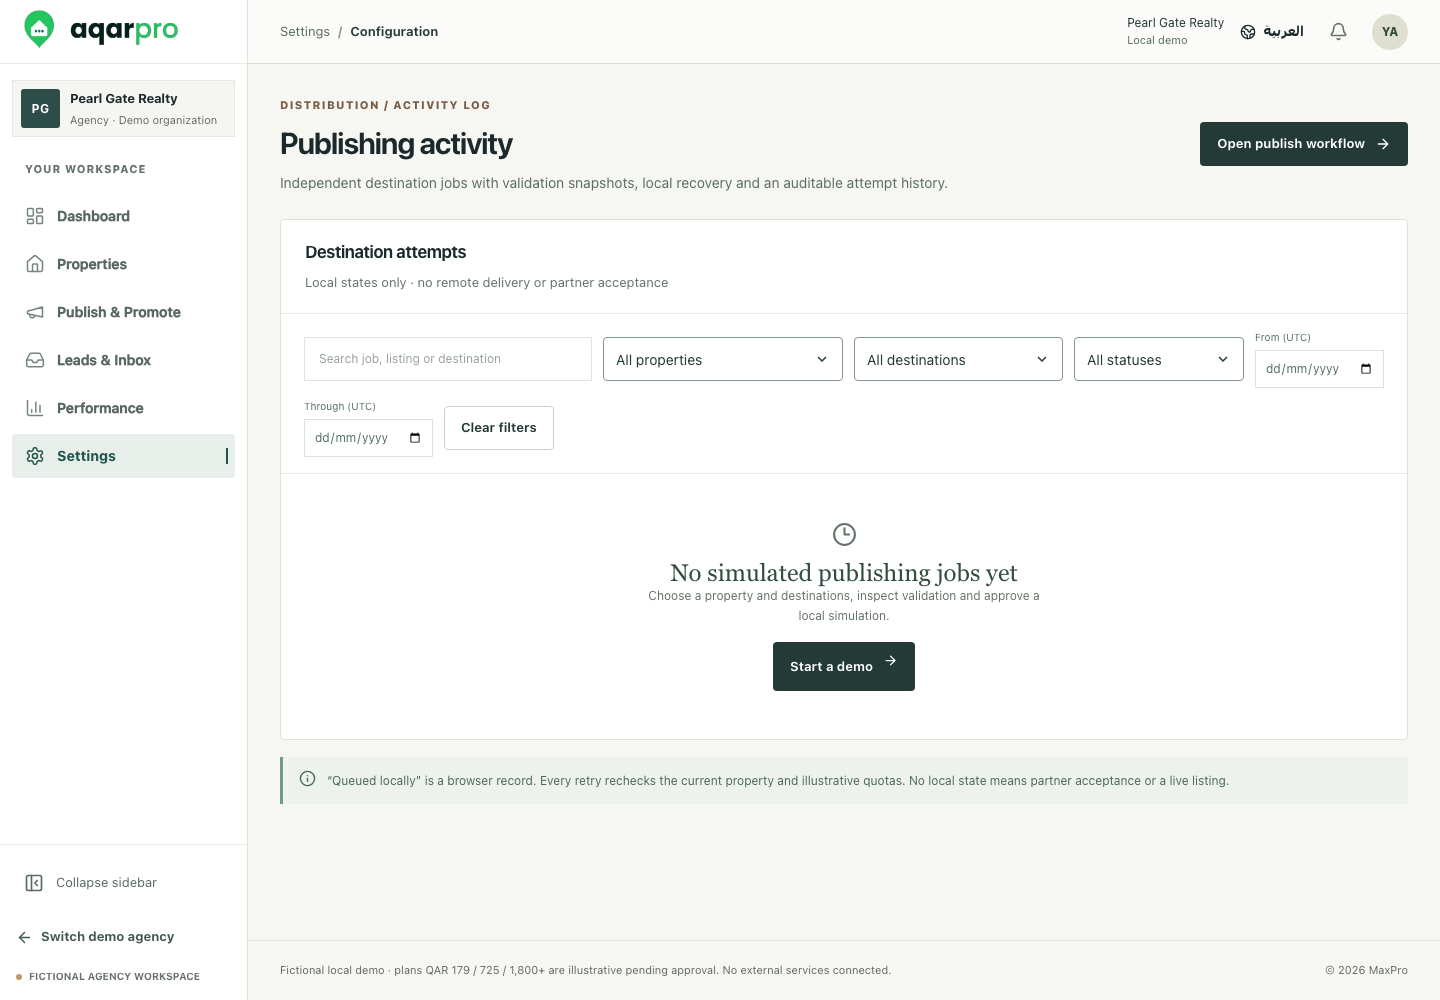 aqarpro
Settings / Configuration
Pearl Gate Realty
Local demo
العربية
YA
PG
Pearl Gate Realty
Agency · Demo organization
YOUR WORKSPACE
Dashboard
Properties
Publish & Promote
Leads & Inbox
Performance
Settings
DISTRIBUTION / ACTIVITY LOG
Publishing activity
Open publish workflow
Independent destination jobs with validation snapshots, local recovery and an auditable attempt history.
Destination attempts
Local states only · no remote delivery or partner acceptance
Search job, listing or destination
All properties
All destinations
All statuses
From (UTC)
dd/mm/yyyy
Through (UTC)
dd/mm/yyyy
Clear filters
No simulated publishing jobs yet
Choose a property and destinations, inspect validation and approve a
local simulation.
Start a demo
“Queued locally” is a browser record. Every retry rechecks the current property and illustrative quotas. No local state means partner acceptance or a live listing.
Collapse sidebar
Switch demo agency
FICTIONAL AGENCY WORKSPACE
Fictional local demo · plans QAR 179 / 725 / 1,800+ are illustrative pending approval. No external services connected.
© 2026 MaxPro